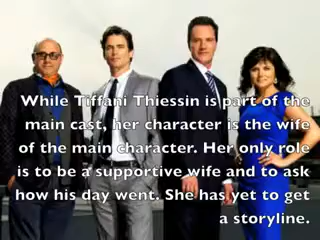 While Tiffani Thiessin is part of the
main cast, her character is the wife
of the main character. Her only role
is to be a supportive wife and to ask
how his day went. She has yet to get
a storyline.